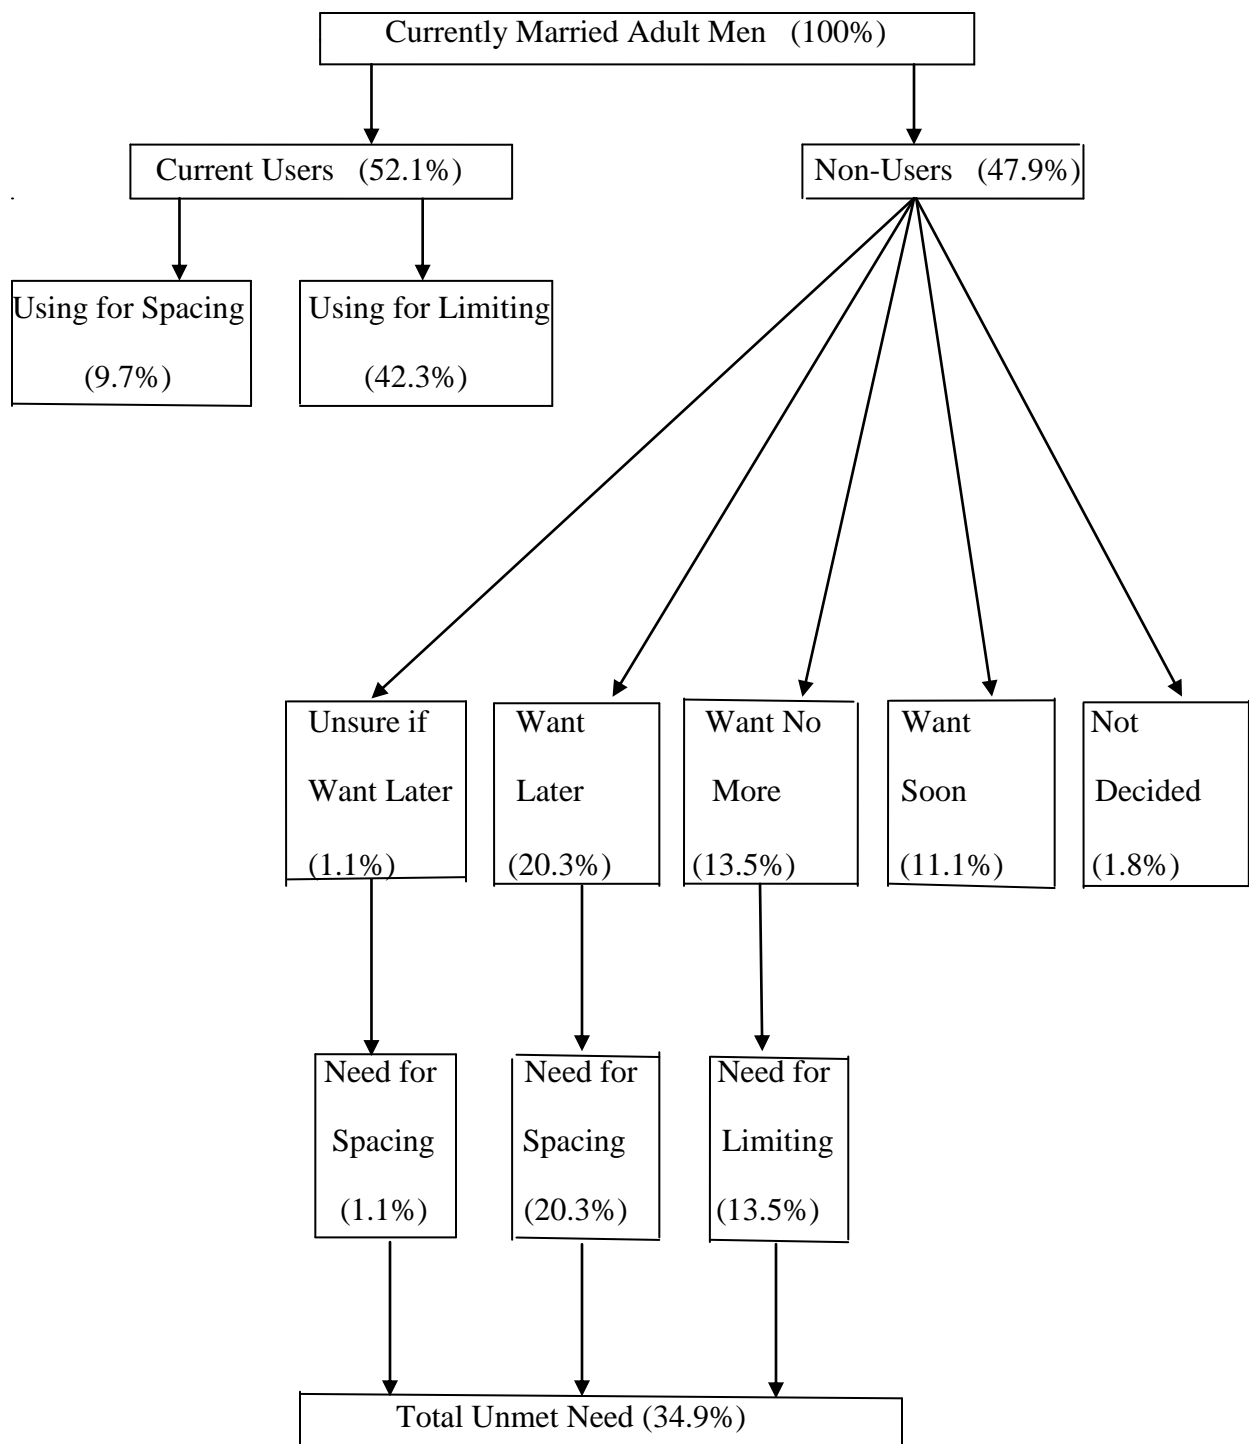 Currently Married Adult Men (100%)
Current Users (52.1%)
Non-Users (47.9%)
Using for Spacing
(9.7%)
Using for Limiting
(42.3%)
Unsure if
Want Later
(1.1%)
Want
Later
(20.3%)
Want No
More
(13.5%)
Want
Soon
(11.1%)
Not
Decided
(1.8%)
Need for
Spacing
(1.1%)
Need for
Spacing
(20.3%)
Need for
Limiting
(13.5%)
Total Unmet Need (34.9%)